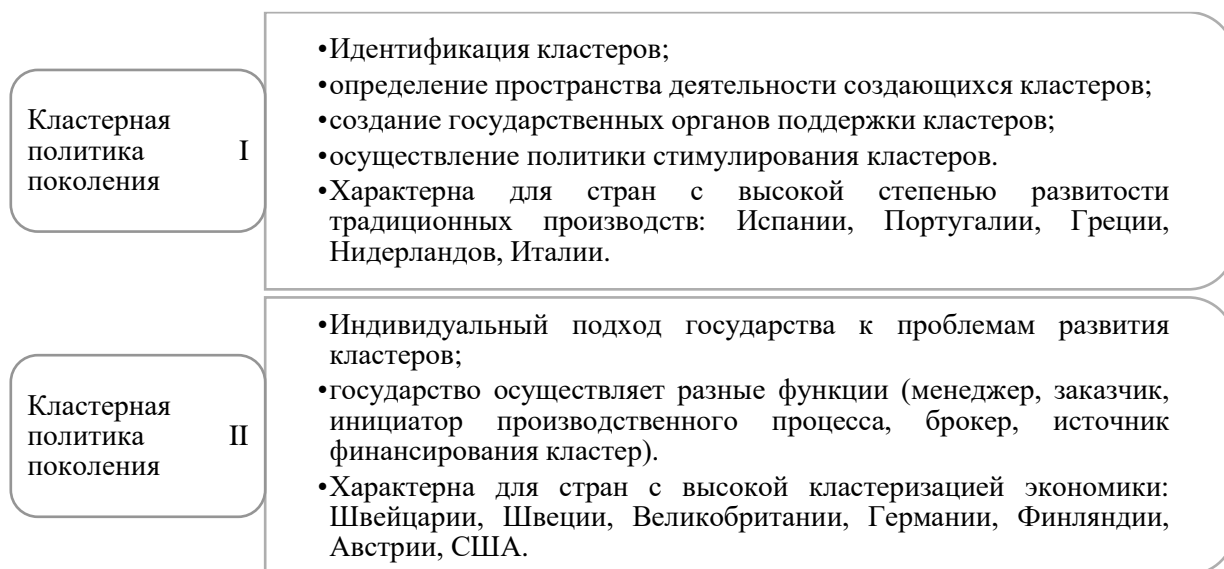 Кластерная
политика I
поколения
•Идентификация кластеров;
•определение пространства деятельности создающихся кластеров;
•создание государственных органов поддержки кластеров;
•осуществление политики стимулирования кластеров.
•Характерна для стран с высокой степенью развитости
традиционных производств: Испании, Португалии, Греции,
Нидерландов, Италии.
Кластерная
политика II
поколения
•Индивидуальный подход государства к проблемам развития
кластеров;
•государство осуществляет разные функции (менеджер, заказчик,
инициатор производственного процесса, брокер, источник
финансирования кластер).
•Характерна для стран с высокой кластеризацией экономики:
Швейцарии, Швеции, Великобритании, Германии, Финляндии,
Австрии, США.